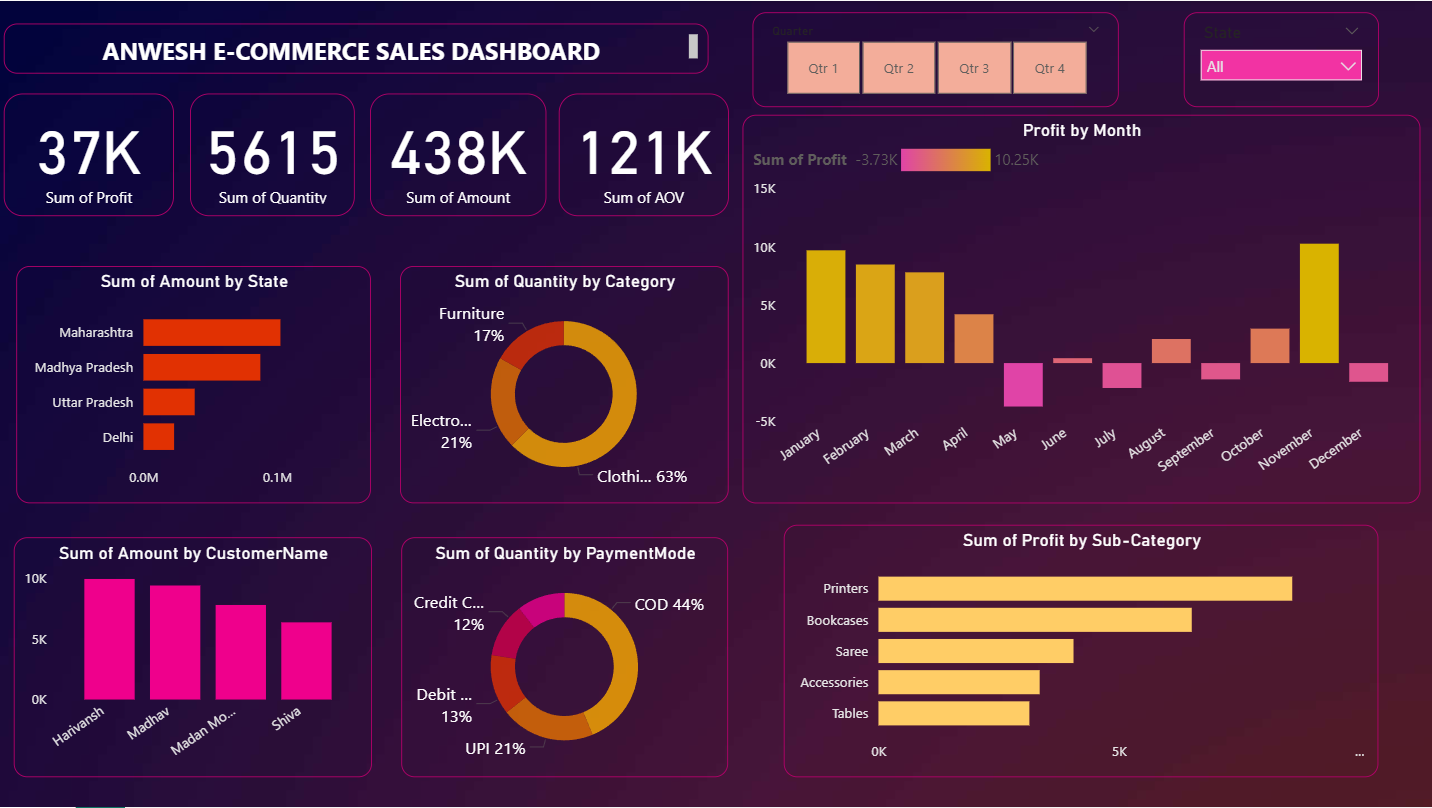 ANWESH E-COMMERCE SALES DASHBOARD
Quarter
Qtr 1
Qtr 2
Qtr 3
Qtr 4
State
All
37K
Sum of Profit
5615
Sum of Quantity
438K
Sum of Amount
121K
Sum of AOV
Profit by Month
Sum of Profit -3.73K 10.25K
15K
10K
5K
0K
-5K
January
February
March
April
May
June
July
August
September
October
November
December
Sum of Amount by State
Maharashtra
Madhya Pradesh
Uttar Pradesh
Delhi
0.0M
0.1M
Sum of Quantity by Category
Furniture
17%
Electro...
21%
Clothi... 63%
Sum of Amount by CustomerName
10K
5K
0K
Harivansh
Madhav
Madan Mo...
Shiva
Sum of Quantity by PaymentMode
Credit C...
12%
COD 44%
Debit ...
13%
UPI 21%
Sum of Profit by Sub-Category
Printers
Bookcases
Saree
Accessories
Tables
0K
5K
...